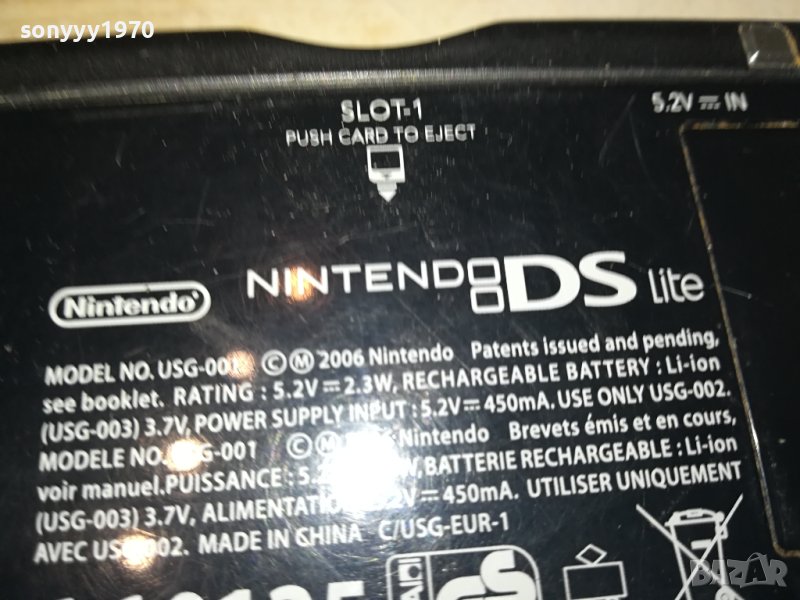 sonyyy1970
SLOT-1
5.2V ⎓ IN
PUSH CARD TO EJECT
Nintendo
NINTENDO DS Lite
MODEL NO. USG-001 ©Ⓜ 2006 Nintendo Patents issued and pending,
see booklet. RATING : 5.2V⎓2.3W, RECHARGEABLE BATTERY : Li-ion
(USG-003) 3.7V, POWER SUPPLY INPUT : 5.2V⎓450mA. USE ONLY USG-002.
MODELE NO. -001 ©Ⓜ Nintendo Brevets émis et en cours,
voir manuel.PUISSANCE : BATTERIE RECHARGEABLE : Li-ion
(USG-003) 3.7V, ⎓450mA. UTILISER UNIQUEMENT
AVEC MADE IN CHINA C/USG-EUR-1
GS
BAZAR